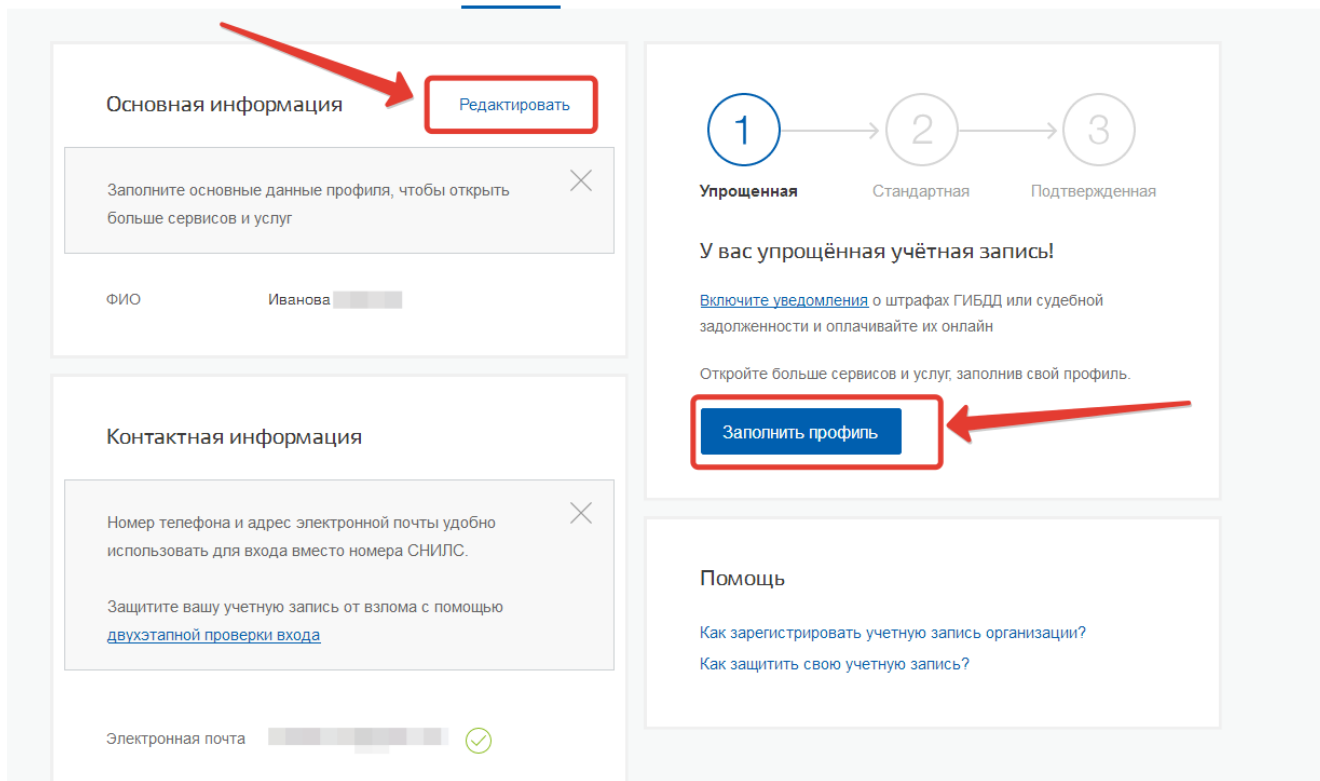 Основная информация
Редактировать
Заполните основные данные профиля, чтобы открыть
больше сервисов и услуг
ФИО
Иванова
Контактная информация
Номер телефона и адрес электронной почты удобно
использовать для входа вместо номера СНИЛС.
Защитите вашу учетную запись от взлома с помощью
двухэтапной проверки входа
Электронная почта
1
2
3
Упрощенная
Стандартная
Подтвержденная
У вас упрощённая учётная запись!
Включите уведомления о штрафах ГИБДД или судебной
задолженности и оплачивайте их онлайн
Откройте больше сервисов и услуг, заполнив свой профиль.
Заполнить профиль
Помощь
Как зарегистрировать учетную запись организации?
Как защитить свою учетную запись?